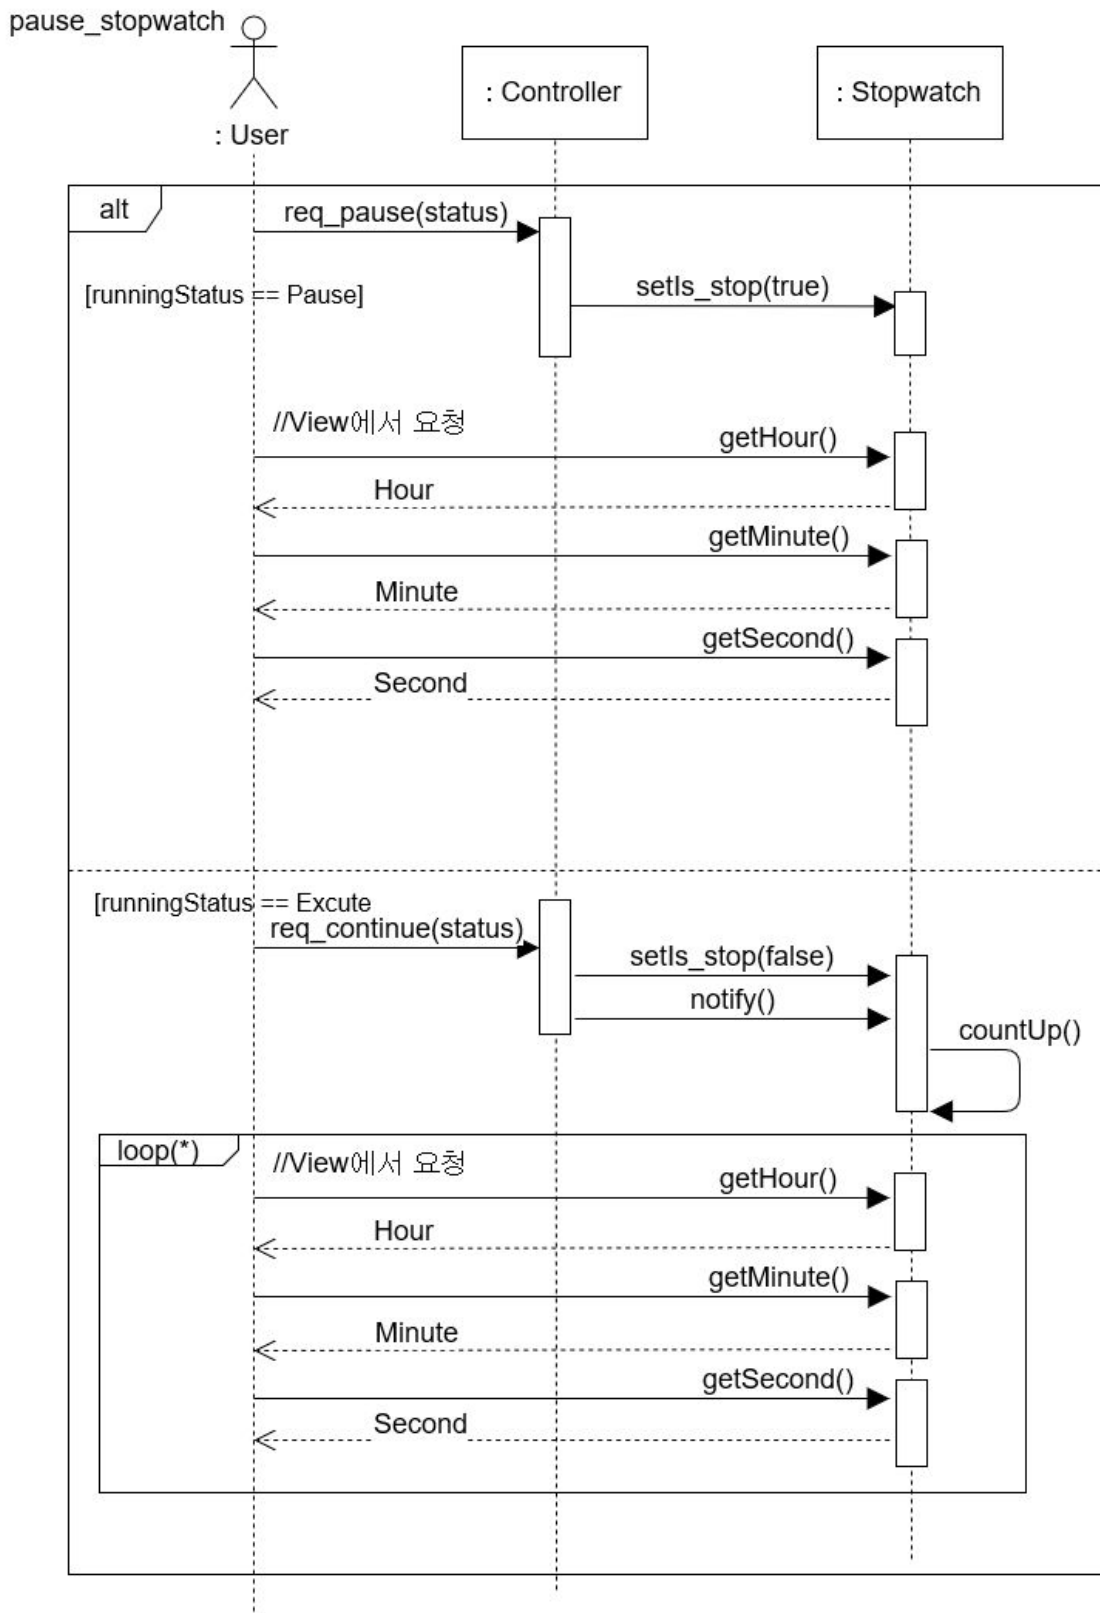 pause_stopwatch
: User
: Controller
: Stopwatch
alt
req_pause(status)
[runningStatus == Pause]
setIs_stop(true)
//View에서 요청
getHour()
Hour
getMinute()
Minute
getSecond()
Second
[runningStatus == Excute
req_continue(status)
setIs_stop(false)
notify()
countUp()
loop(*)
//View에서 요청
getHour()
Hour
getMinute()
Minute
getSecond()
Second